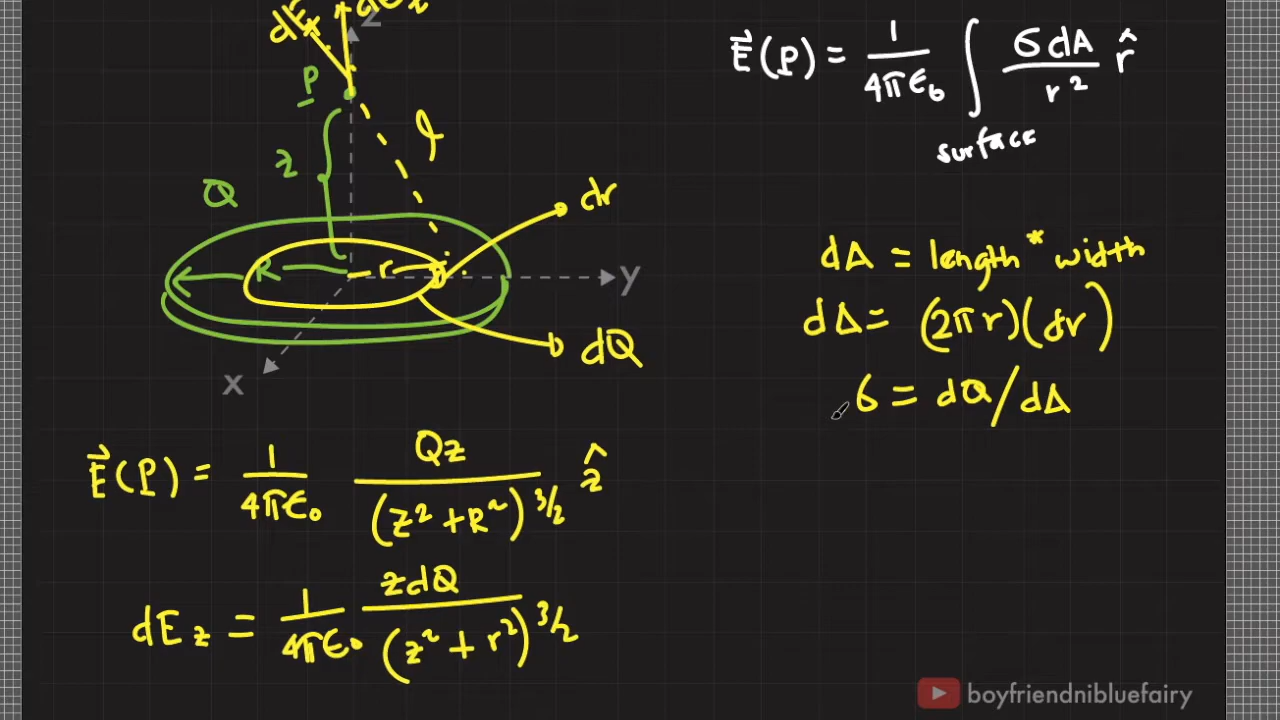 dEz
z
P
z
Q
R
r
dr
y
dQ
x
E⃗(P) = 1/4πϵ₀ Qz/(z²+R²)^3/2 ẑ
dEz = 1/4πϵ₀ zdQ/(z²+r²)^3/2
E⃗(P) = 1/4πϵ₀ ∫ σdA/r² r̂
surface
dA = length * width
dA = (2πr)(dr)
σ = dQ/dA
boyfriendnibluefairy